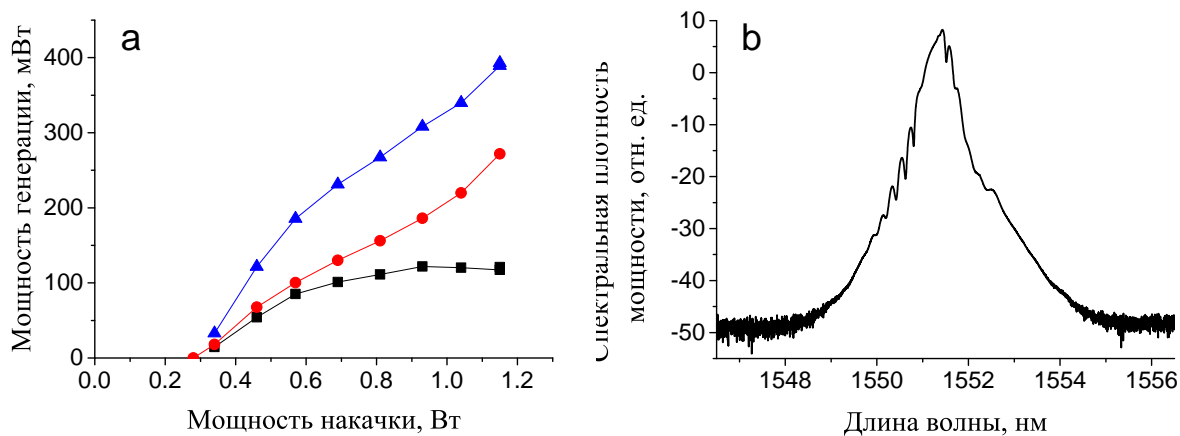 a
Мощность генерации, мВт
400
300
200
100
0
0.0 0.2 0.4 0.6 0.8 1.0 1.2
Мощность накачки, Вт
b
Спектральная плотность
мощности, отн. ед.
10
0
-10
-20
-30
-40
-50
1548 1550 1552 1554 1556
Длина волны, нм